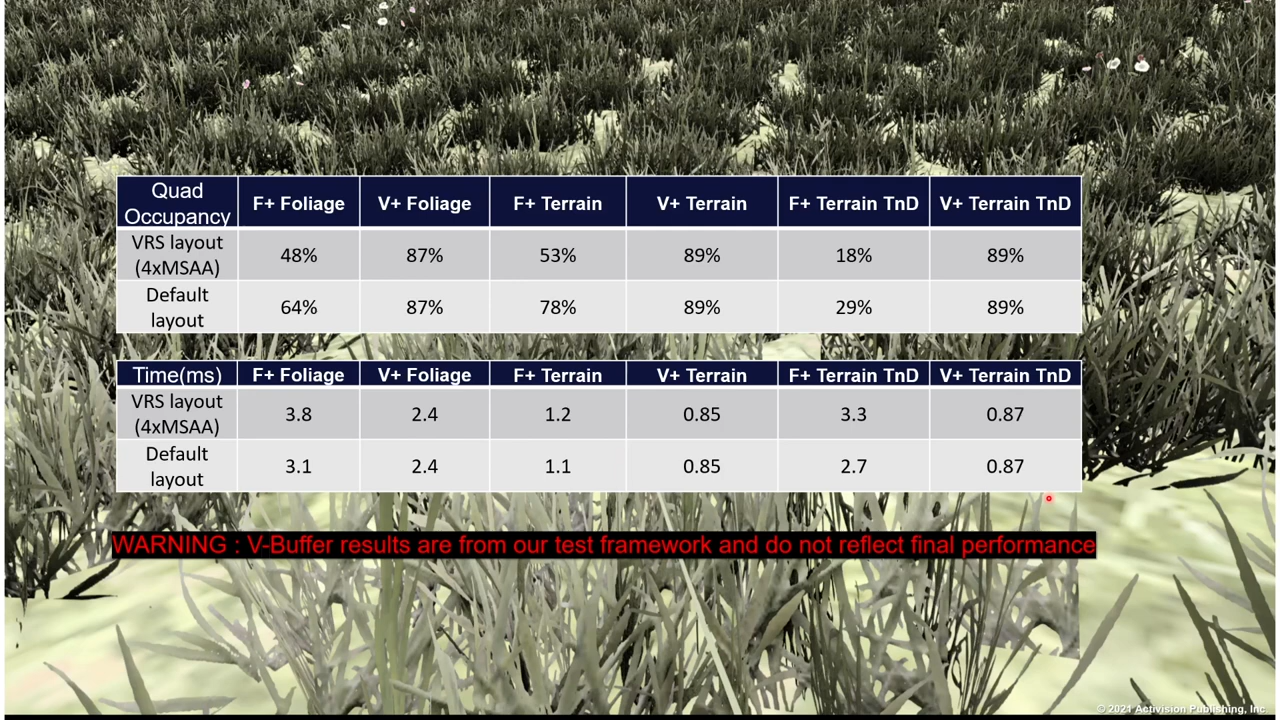 Quad Occupancy F+ Foliage V+ Foliage F+ Terrain V+ Terrain F+ Terrain TnD V+ Terrain TnD
VRS layout (4xMSAA) 48% 87% 53% 89% 18% 89%
Default layout 64% 87% 78% 89% 29% 89%
Time(ms) F+ Foliage V+ Foliage F+ Terrain V+ Terrain F+ Terrain TnD V+ Terrain TnD
VRS layout (4xMSAA) 3.8 2.4 1.2 0.85 3.3 0.87
Default layout 3.1 2.4 1.1 0.85 2.7 0.87
WARNING : V-Buffer results are from our test framework and do not reflect final performance
© 2021 Activision Publishing, Inc.